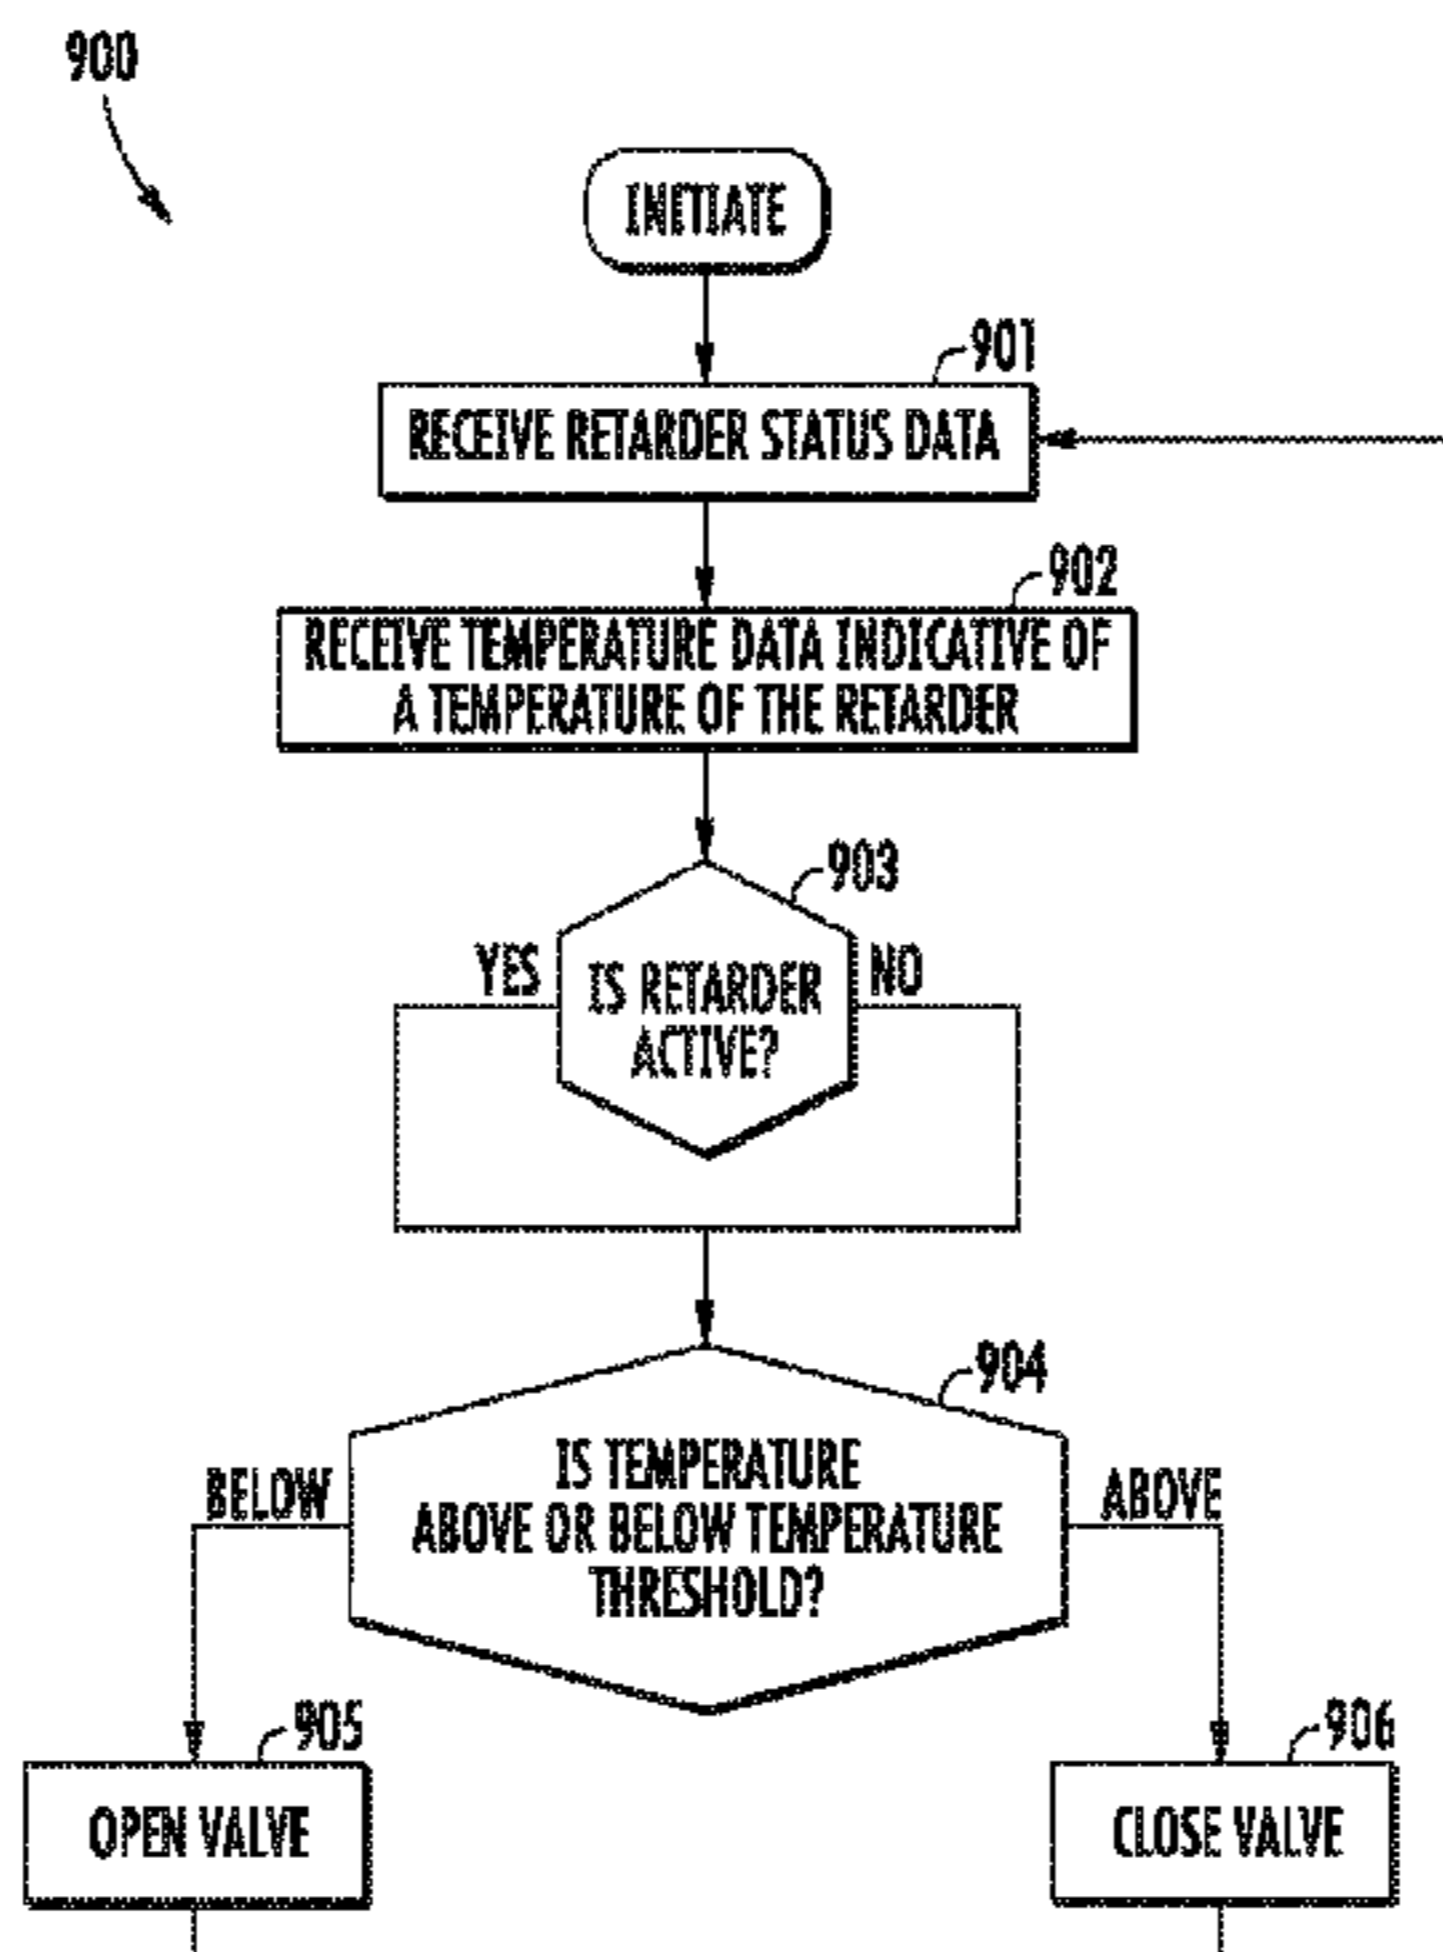 900
INITIATE
901
RECEIVE RETARDER STATUS DATA
902
RECEIVE TEMPERATURE DATA INDICATIVE OF
A TEMPERATURE OF THE RETARDER
903
YES
NO
IS RETARDER
ACTIVE?
904
IS TEMPERATURE
ABOVE OR BELOW TEMPERATURE
THRESHOLD?
BELOW
ABOVE
905
906
OPEN VALVE
CLOSE VALVE